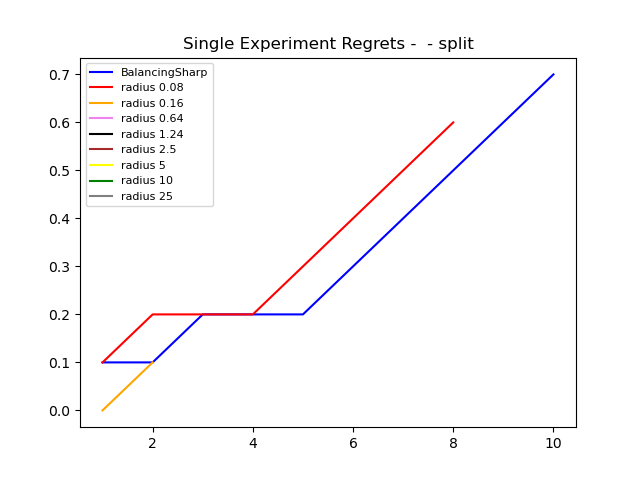 Single Experiment Regrets -  - split
BalancingSharp
radius 0.08
radius 0.16
radius 0.64
radius 1.24
radius 2.5
radius 5
radius 10
radius 25
0.7
0.6
0.5
0.4
0.3
0.2
0.1
0.0
2 4 6 8 10